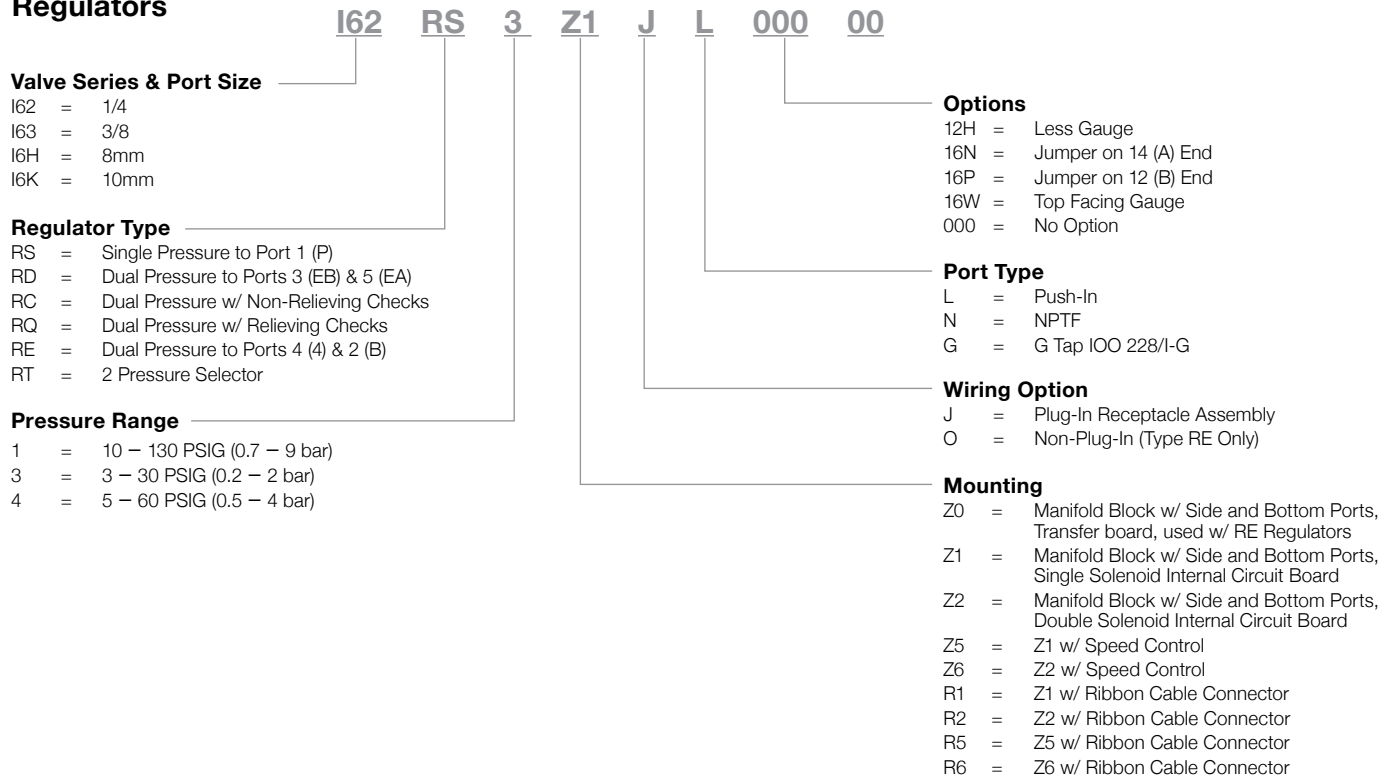 Regulators
I62 RS 3 Z1 J L 000 00
Valve Series & Port Size
I62 = 1/4
I63 = 3/8
I6H = 8mm
I6K = 10mm
Regulator Type
RS = Single Pressure to Port 1 (P)
RD = Dual Pressure to Ports 3 (EB) & 5 (EA)
RC = Dual Pressure w/ Non-Relieving Checks
RQ = Dual Pressure w/ Relieving Checks
RE = Dual Pressure to Ports 4 (4) & 2 (B)
RT = 2 Pressure Selector
Pressure Range
1 = 10 – 130 PSIG (0.7 – 9 bar)
3 = 3 – 30 PSIG (0.2 – 2 bar)
4 = 5 – 60 PSIG (0.5 – 4 bar)
Options
12H = Less Gauge
16N = Jumper on 14 (A) End
16P = Jumper on 12 (B) End
16W = Top Facing Gauge
000 = No Option
Port Type
L = Push-In
N = NPTF
G = G Tap IOO 228/I-G
Wiring Option
J = Plug-In Receptacle Assembly
O = Non-Plug-In (Type RE Only)
Mounting
Z0 = Manifold Block w/ Side and Bottom Ports,
Transfer board, used w/ RE Regulators
Z1 = Manifold Block w/ Side and Bottom Ports,
Single Solenoid Internal Circuit Board
Z2 = Manifold Block w/ Side and Bottom Ports,
Double Solenoid Internal Circuit Board
Z5 = Z1 w/ Speed Control
Z6 = Z2 w/ Speed Control
R1 = Z1 w/ Ribbon Cable Connector
R2 = Z2 w/ Ribbon Cable Connector
R5 = Z5 w/ Ribbon Cable Connector
R6 = Z6 w/ Ribbon Cable Connector